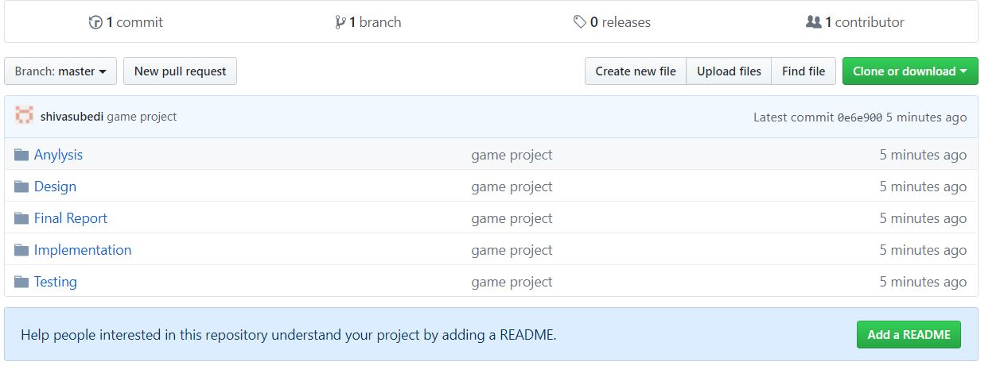 1 commit 1 branch 0 releases 1 contributor
Branch: master New pull request Create new file Upload files Find file Clone or download
shivasubedi game project Latest commit 0e6e900 5 minutes ago
Anylysis game project 5 minutes ago
Design game project 5 minutes ago
Final Report game project 5 minutes ago
Implementation game project 5 minutes ago
Testing game project 5 minutes ago
Help people interested in this repository understand your project by adding a README. Add a README